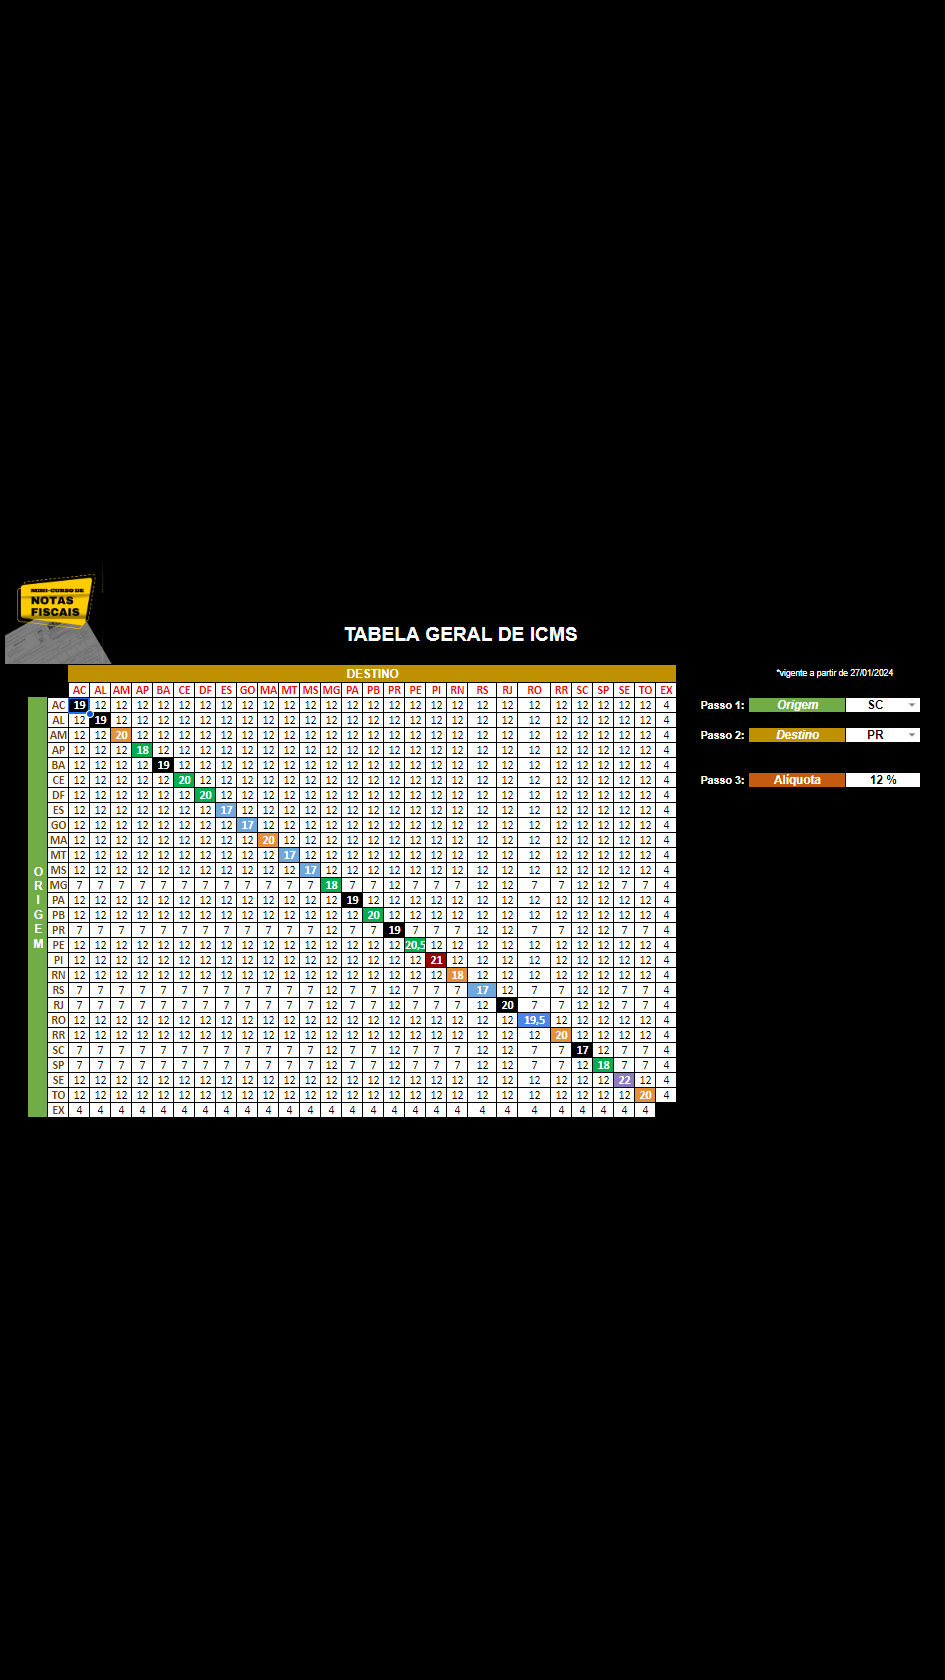 MINI-CURSO DE
NOTAS
FISCAIS
TABELA GERAL DE ICMS
DESTINO
*vigente a partir de 27/01/2024
AC AL AM AP BA CE DF ES GO MA MT MS MG PA PB PR PE PI RN RS RJ RO RR SC SP SE TO EX
AC 19 12 12 12 12 12 12 12 12 12 12 12 12 12 12 12 12 12 12 12 12 12 12 12 12 12 12 4
Passo 1: Origem SC
AL 12 19 12 12 12 12 12 12 12 12 12 12 12 12 12 12 12 12 12 12 12 12 12 12 12 12 12 4
AM 12 12 20 12 12 12 12 12 12 12 12 12 12 12 12 12 12 12 12 12 12 12 12 12 12 12 12 4
Passo 2: Destino PR
AP 12 12 12 18 12 12 12 12 12 12 12 12 12 12 12 12 12 12 12 12 12 12 12 12 12 12 12 4
BA 12 12 12 12 19 12 12 12 12 12 12 12 12 12 12 12 12 12 12 12 12 12 12 12 12 12 12 4
CE 12 12 12 12 12 20 12 12 12 12 12 12 12 12 12 12 12 12 12 12 12 12 12 12 12 12 12 4
Passo 3: Alíquota 12 %
DF 12 12 12 12 12 12 20 12 12 12 12 12 12 12 12 12 12 12 12 12 12 12 12 12 12 12 12 4
ES 12 12 12 12 12 12 12 17 12 12 12 12 12 12 12 12 12 12 12 12 12 12 12 12 12 12 12 4
GO 12 12 12 12 12 12 12 12 17 12 12 12 12 12 12 12 12 12 12 12 12 12 12 12 12 12 12 4
MA 12 12 12 12 12 12 12 12 12 20 12 12 12 12 12 12 12 12 12 12 12 12 12 12 12 12 12 4
MT 12 12 12 12 12 12 12 12 12 12 17 12 12 12 12 12 12 12 12 12 12 12 12 12 12 12 12 4
MS 12 12 12 12 12 12 12 12 12 12 12 17 12 12 12 12 12 12 12 12 12 12 12 12 12 12 12 4
MG 7 7 7 7 7 7 7 7 7 7 7 7 18 7 7 12 7 7 7 12 12 7 7 12 12 7 7 4
PA 12 12 12 12 12 12 12 12 12 12 12 12 12 19 12 12 12 12 12 12 12 12 12 12 12 12 12 4
PB 12 12 12 12 12 12 12 12 12 12 12 12 12 12 20 12 12 12 12 12 12 12 12 12 12 12 12 4
PR 7 7 7 7 7 7 7 7 7 7 7 7 12 7 7 19 7 7 7 12 12 7 7 12 12 7 7 4
PE 12 12 12 12 12 12 12 12 12 12 12 12 12 12 12 12 20,5 12 12 12 12 12 12 12 12 12 12 4
PI 12 12 12 12 12 12 12 12 12 12 12 12 12 12 12 12 12 21 12 12 12 12 12 12 12 12 12 4
RN 12 12 12 12 12 12 12 12 12 12 12 12 12 12 12 12 12 12 18 12 12 12 12 12 12 12 12 4
RS 7 7 7 7 7 7 7 7 7 7 7 7 12 7 7 12 7 7 7 17 12 7 7 12 12 7 7 4
RJ 7 7 7 7 7 7 7 7 7 7 7 7 12 7 7 12 7 7 7 12 20 7 7 12 12 7 7 4
RO 12 12 12 12 12 12 12 12 12 12 12 12 12 12 12 12 12 12 12 12 12 19,5 12 12 12 12 12 4
RR 12 12 12 12 12 12 12 12 12 12 12 12 12 12 12 12 12 12 12 12 12 12 20 12 12 12 12 4
SC 7 7 7 7 7 7 7 7 7 7 7 7 12 7 7 12 7 7 7 12 12 7 7 17 12 7 7 4
SP 7 7 7 7 7 7 7 7 7 7 7 7 12 7 7 12 7 7 7 12 12 7 7 12 18 7 7 4
SE 12 12 12 12 12 12 12 12 12 12 12 12 12 12 12 12 12 12 12 12 12 12 12 12 12 22 12 4
TO 12 12 12 12 12 12 12 12 12 12 12 12 12 12 12 12 12 12 12 12 12 12 12 12 12 12 20 4
EX 4 4 4 4 4 4 4 4 4 4 4 4 4 4 4 4 4 4 4 4 4 4 4 4 4 4 4
ORIGEM